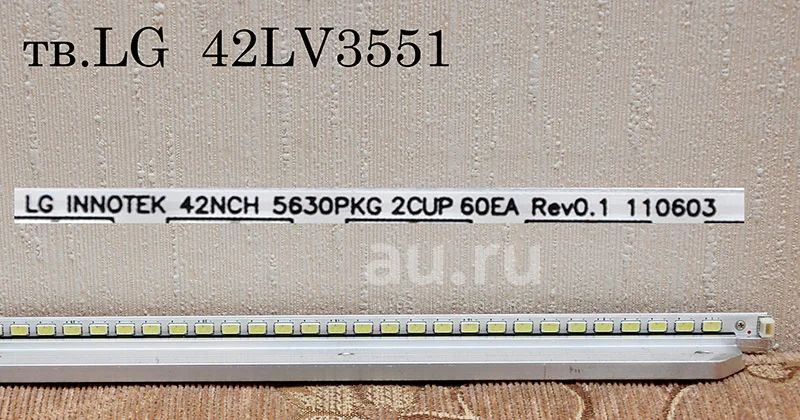 тв.LG 42LV3551
LG INNOTEK 42NCH 5630PKG 2CUP 60EA Rev0.1 110603
au.ru